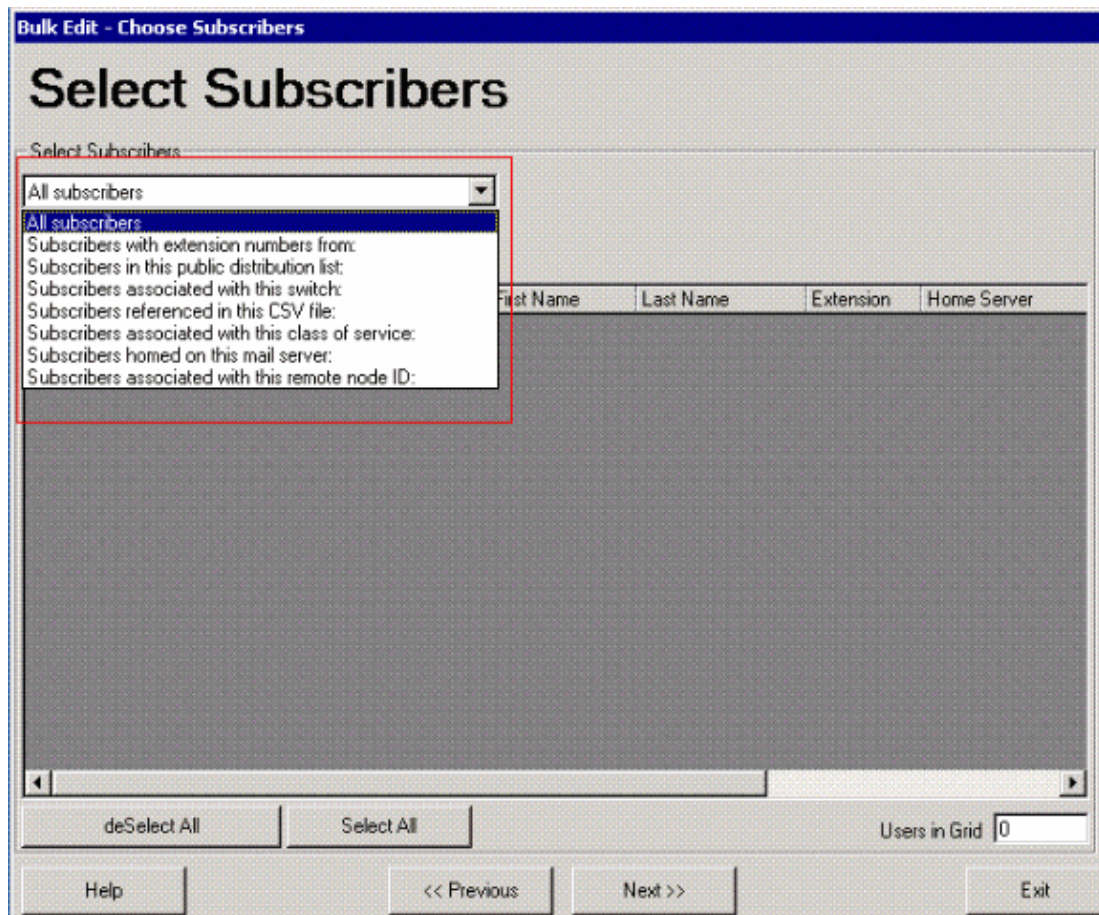 Bulk Edit - Choose Subscribers
Select Subscribers
Select Subscribers
All subscribers
All subscribers
Subscribers with extension numbers from:
Subscribers in this public distribution list:
Subscribers associated with this switch:
Subscribers referenced in this CSV file:
Subscribers associated with this class of service:
Subscribers homed on this mail server:
Subscribers associated with this remote node ID:
First Name Last Name Extension Home Server
deSelect All Select All Users in Grid 0
Help << Previous Next >> Exit